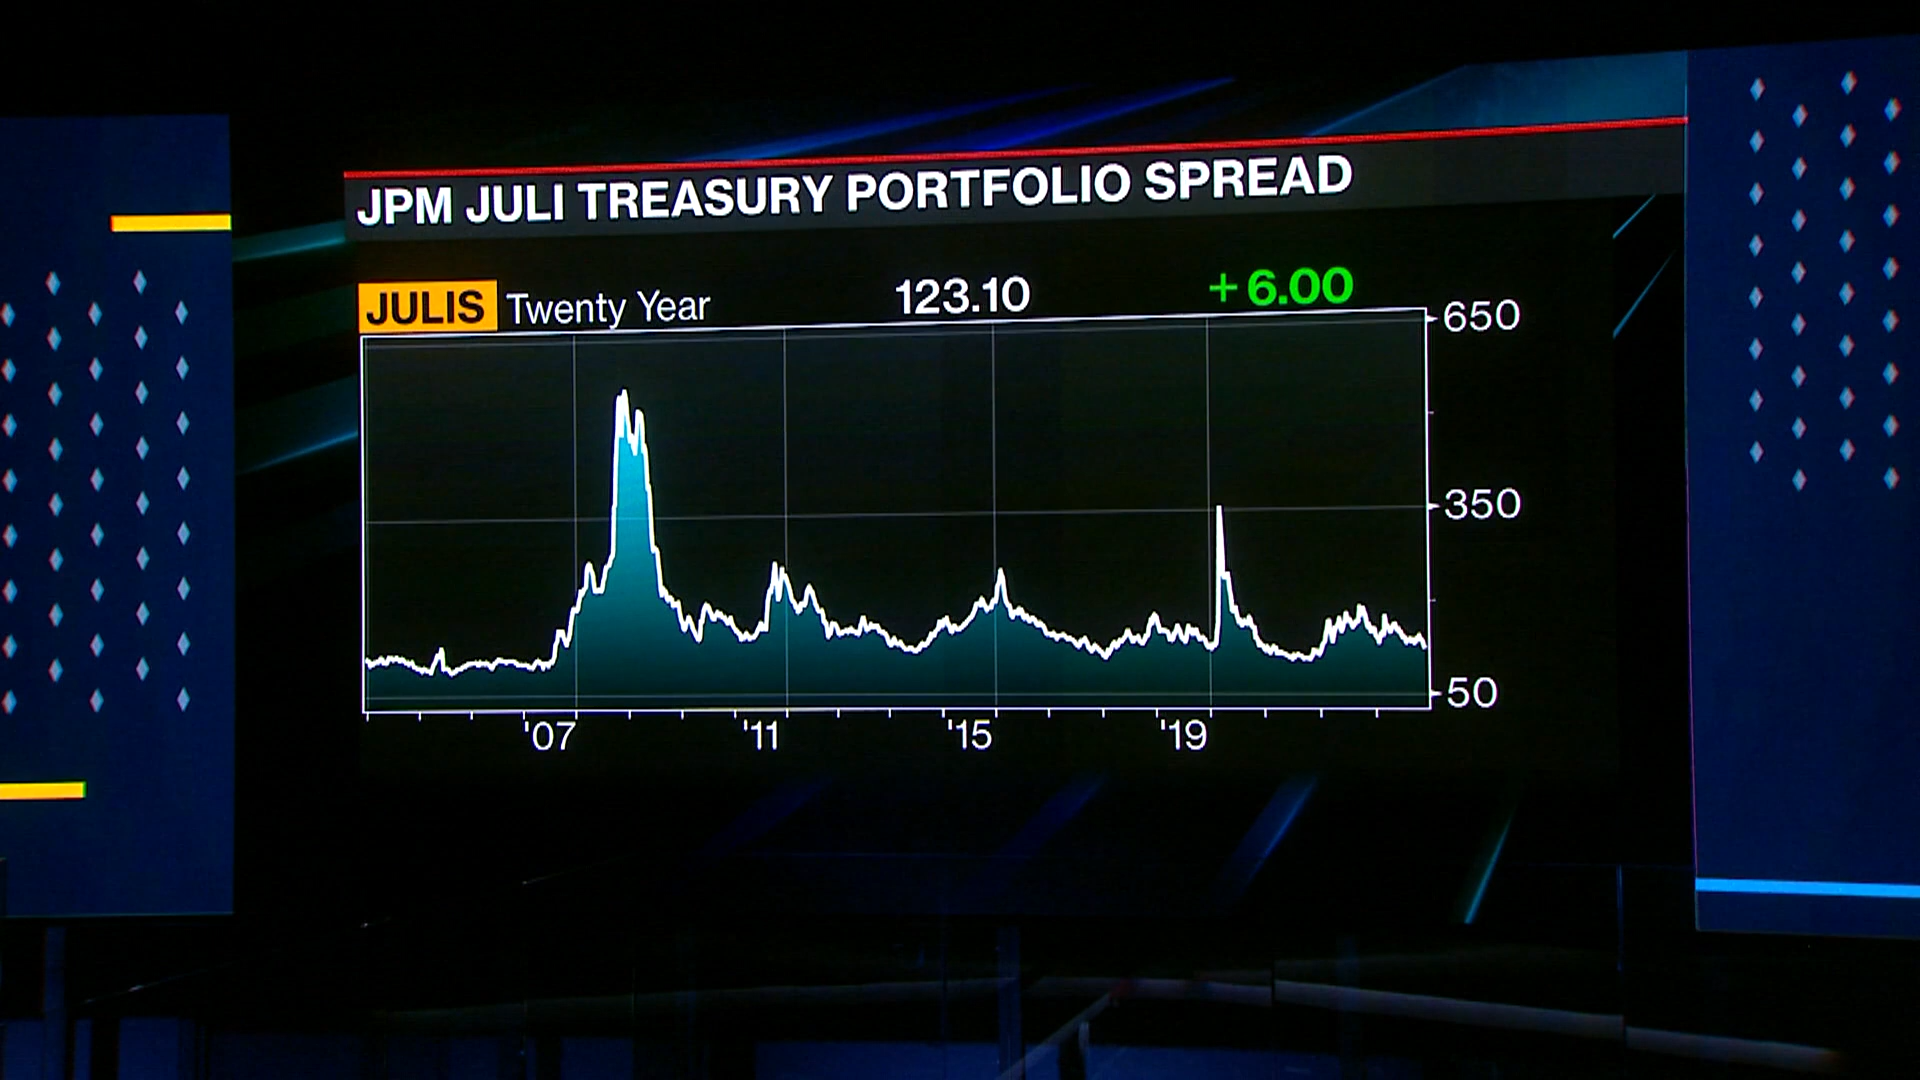 JPM JULI TREASURY PORTFOLIO SPREAD
JULIS Twenty Year 123.10 +6.00
650
350
50
'07 '11 '15 '19